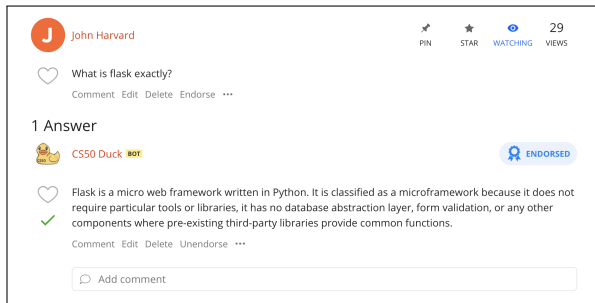 J
John Harvard
PIN
STAR
WATCHING
29
VIEWS
What is flask exactly?
Comment Edit Delete Endorse •••
1 Answer
CS50
CS50 Duck BOT
ENDORSED
Flask is a micro web framework written in Python. It is classified as a microframework because it does not
require particular tools or libraries, it has no database abstraction layer, form validation, or any other
components where pre-existing third-party libraries provide common functions.
Comment Edit Delete Unendorse •••
Add comment